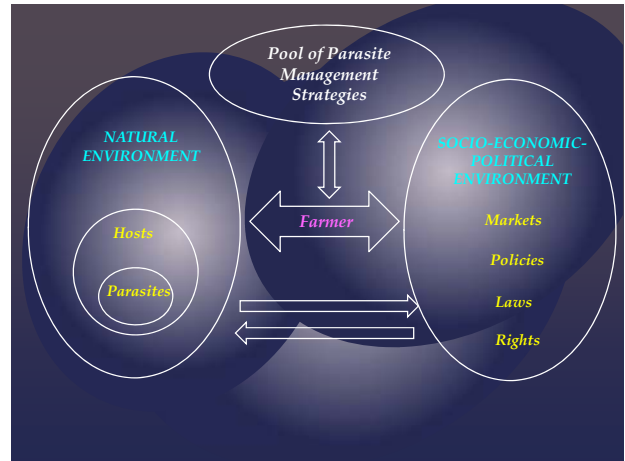 Pool of Parasite
Management
Strategies
NATURAL
ENVIRONMENT
SOCIO-ECONOMIC-
POLITICAL
ENVIRONMENT
Farmer
Markets
Hosts
Policies
Parasites
Laws
Rights